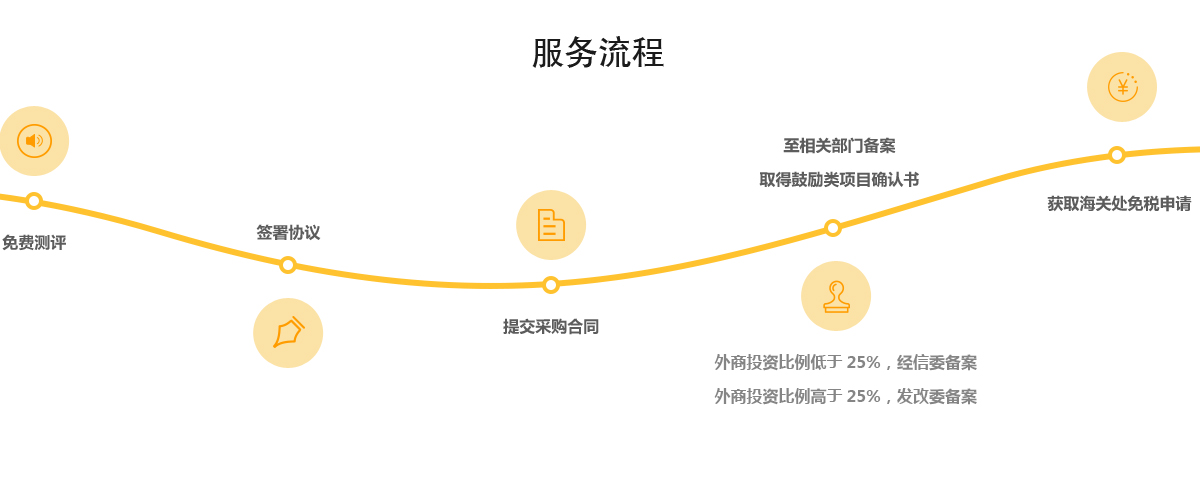 服务流程
免费测评
签署协议
提交采购合同
至相关部门备案
取得鼓励类项目确认书
外商投资比例低于 25%，经信委备案
外商投资比例高于 25%，发改委备案
获取海关处免税申请